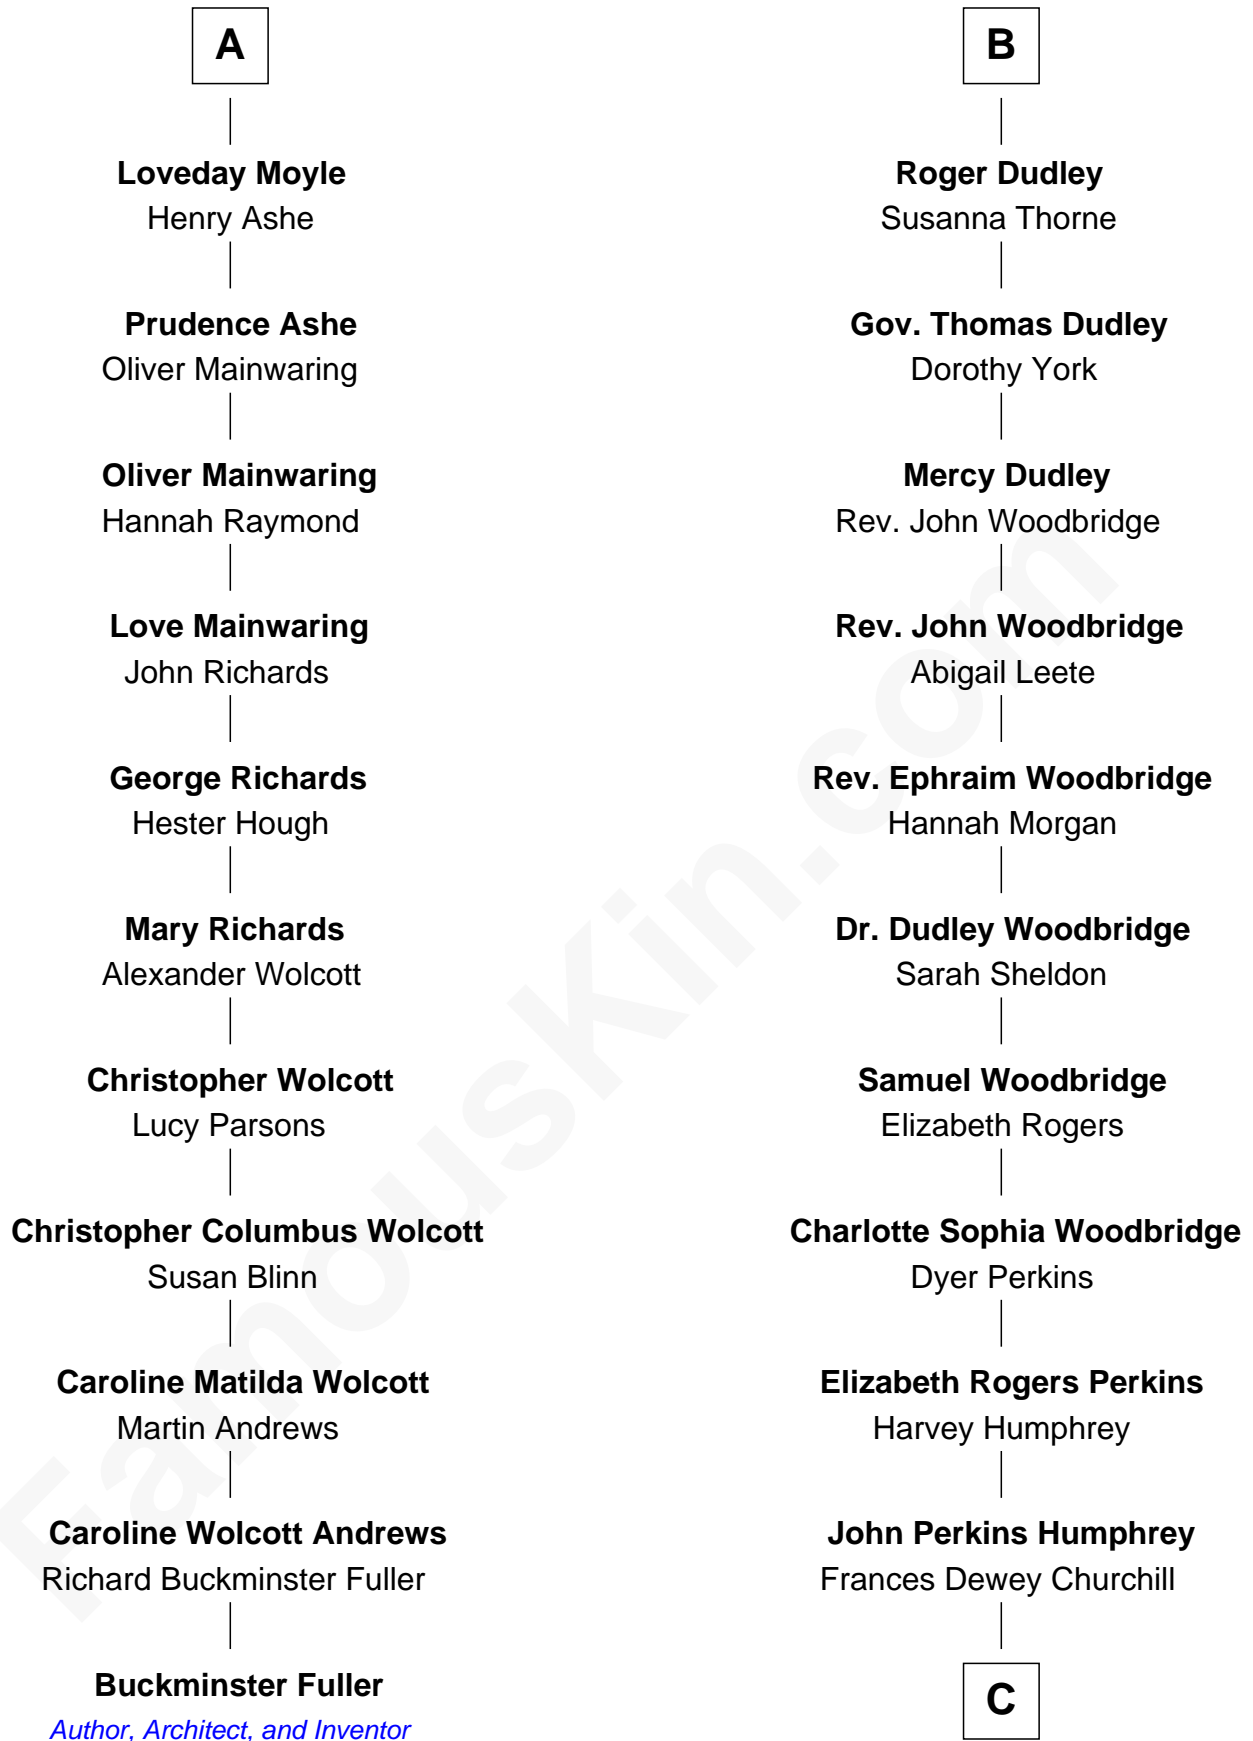 A
Loveday Moyle
Henry Ashe
Prudence Ashe
Oliver Mainwaring
Oliver Mainwaring
Hannah Raymond
Love Mainwaring
John Richards
George Richards
Hester Hough
Mary Richards
Alexander Wolcott
Christopher Wolcott
Lucy Parsons
Christopher Columbus Wolcott
Susan Blinn
Caroline Matilda Wolcott
Martin Andrews
Caroline Wolcott Andrews
Richard Buckminster Fuller
Buckminster Fuller
Author, Architect, and Inventor
B
Roger Dudley
Susanna Thorne
Gov. Thomas Dudley
Dorothy York
Mercy Dudley
Rev. John Woodbridge
Rev. John Woodbridge
Abigail Leete
Rev. Ephraim Woodbridge
Hannah Morgan
Dr. Dudley Woodbridge
Sarah Sheldon
Samuel Woodbridge
Elizabeth Rogers
Charlotte Sophia Woodbridge
Dyer Perkins
Elizabeth Rogers Perkins
Harvey Humphrey
John Perkins Humphrey
Frances Dewey Churchill
C
FamousKin.com